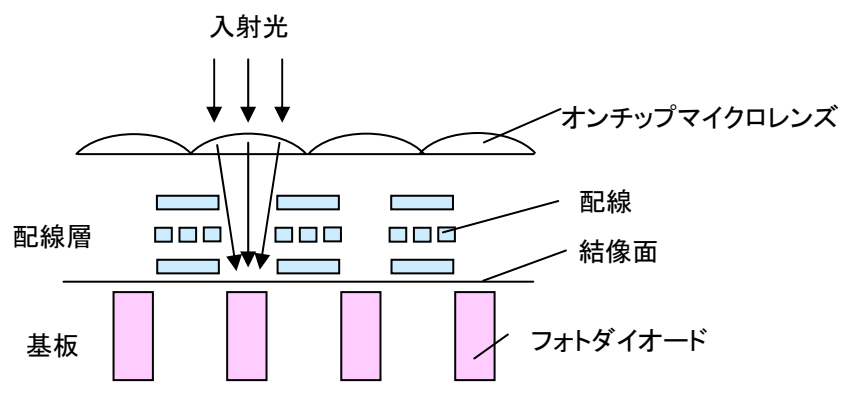 入射光
オンチップマイクロレンズ
配線
配線層
結像面
基板
フォトダイオード